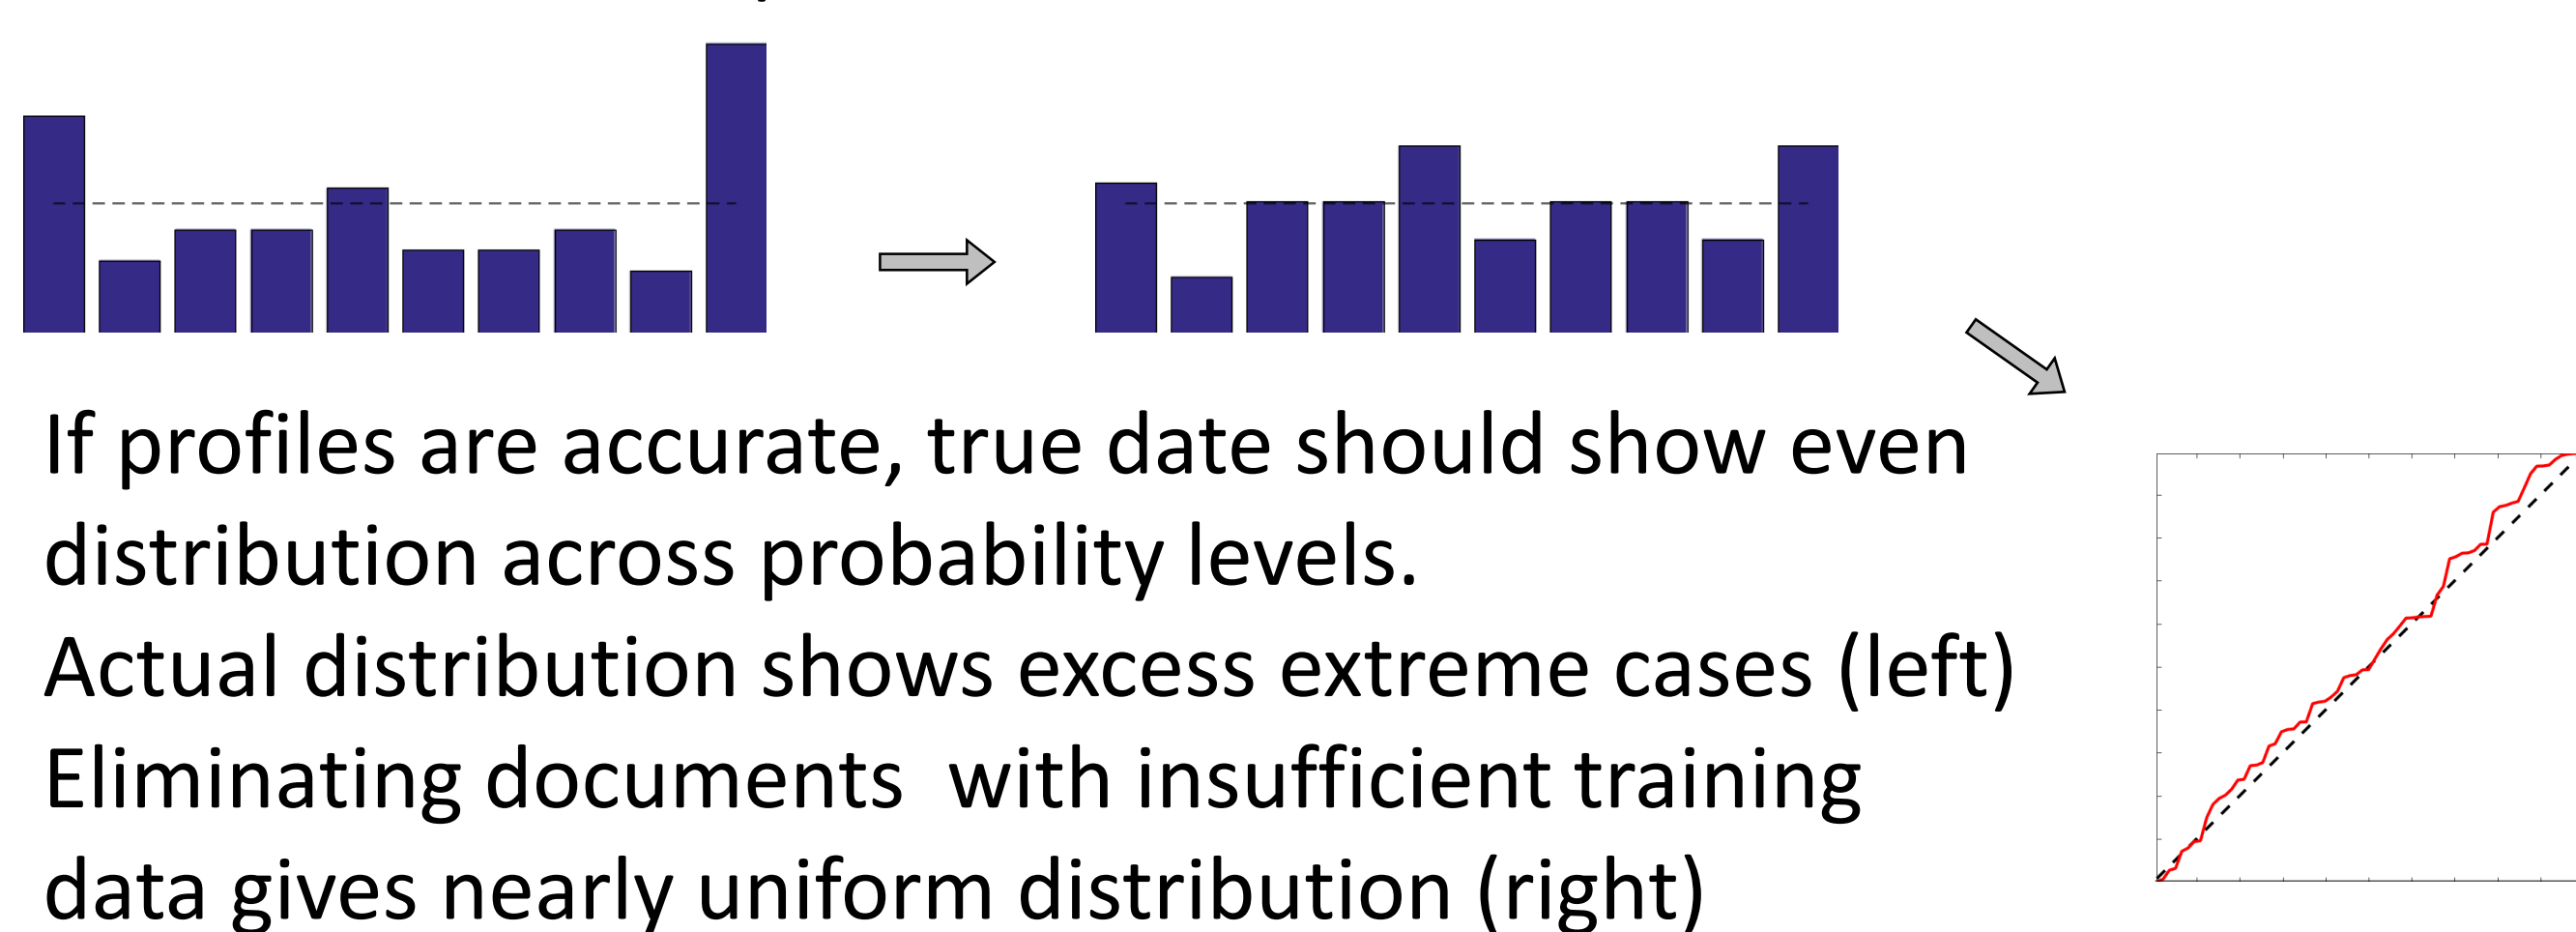 If profiles are accurate, true date should show even
distribution across probability levels.
Actual distribution shows excess extreme cases (left)
Eliminating documents  with insufficient training
data gives nearly uniform distribution (right)